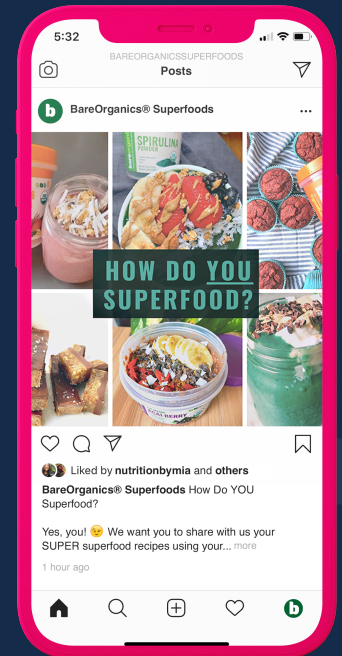 5:32
BAREORGANICSSUPERFOODS
Posts
b BareOrganics® Superfoods
SPIRULINA
POWDER
HOW DO YOU
SUPERFOOD?
BERRY
Liked by nutritionbymia and others
BareOrganics® Superfoods How Do YOU
Superfood?
Yes, you! 😉 We want you to share with us your
SUPER superfood recipes using your... more
1 hour ago
b